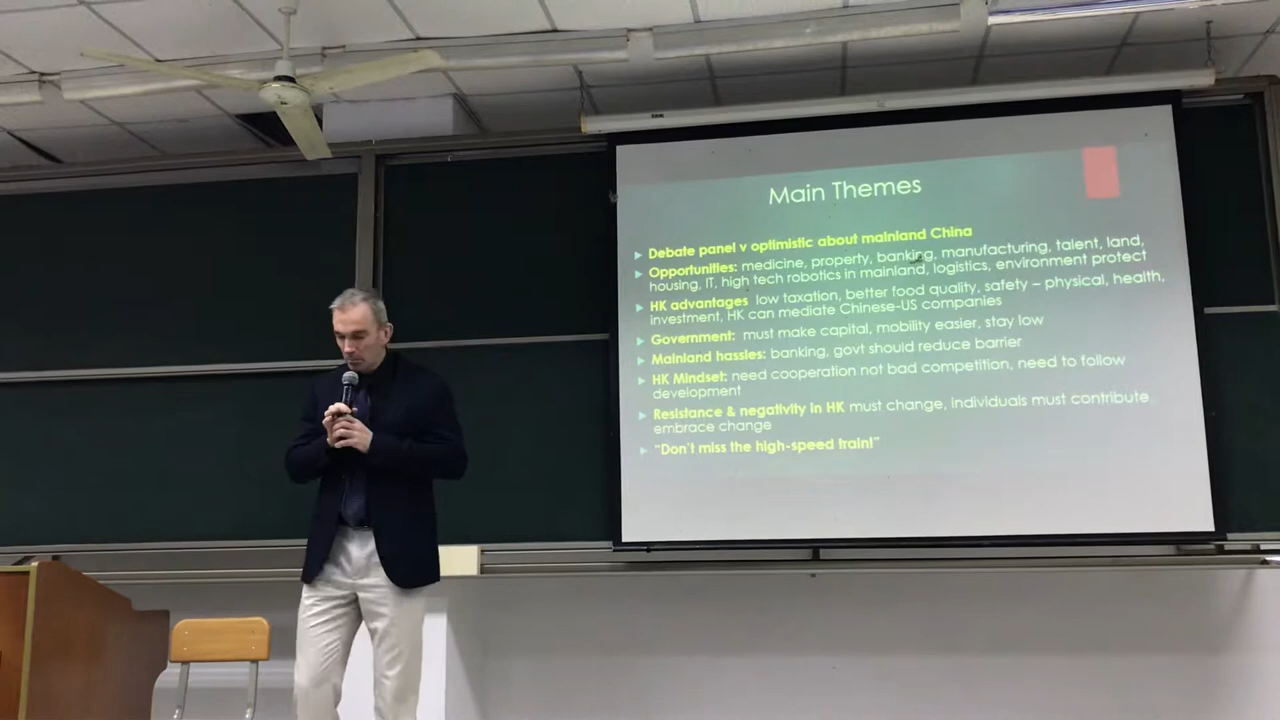 Main Themes
Debate panel v optimistic about mainland China
Opportunities: medicine, property, banking, manufacturing, talent, land,
housing, IT, high tech robotics in mainland, logistics, environment protect
HK advantages low taxation, better food quality, safety – physical, health,
investment, HK can mediate Chinese-US companies
Government: must make capital, mobility easier, stay low
Mainland hassles: banking, govt should reduce barrier
HK Mindset: need cooperation not bad competition, need to follow
development
Resistance & negativity in HK must change, individuals must contribute
embrace change
"Don't miss the high-speed train!"